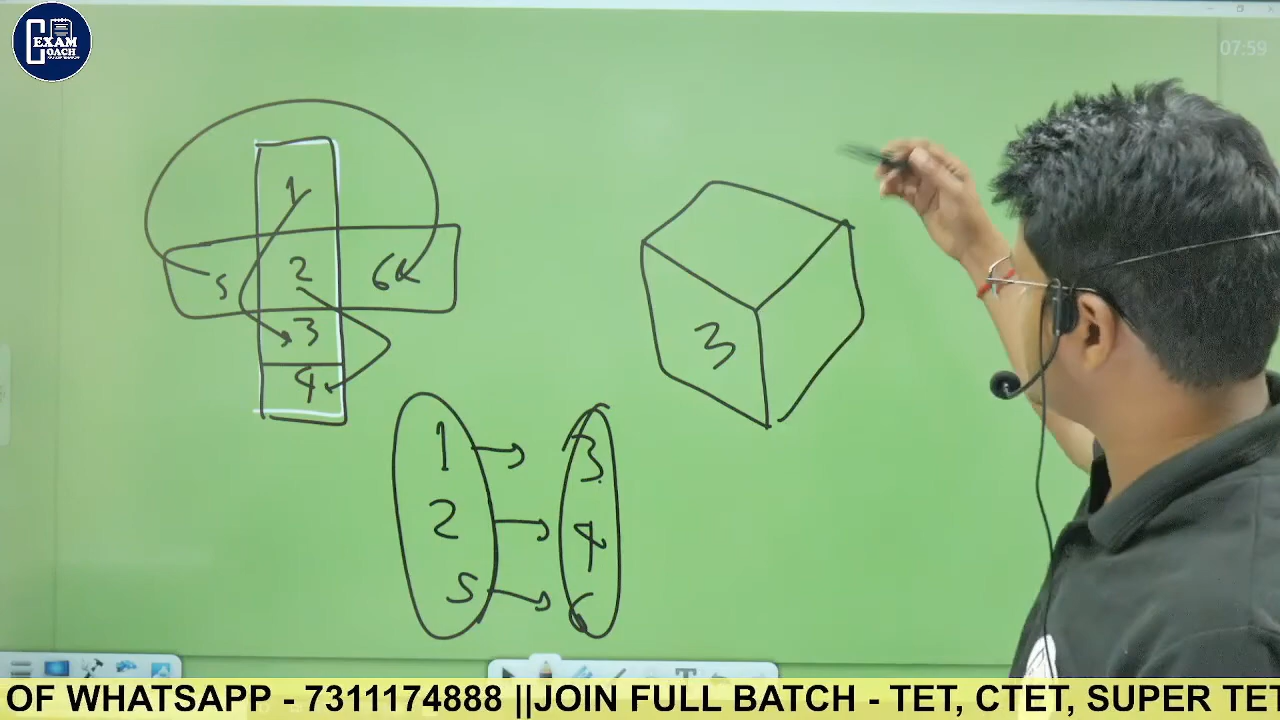 EXAM
COACH
07:59
1
5 2 6
3
4
3
1 3
2 4
5 6
OF WHATSAPP - 7311174888 ||JOIN FULL BATCH - TET, CTET, SUPER TET